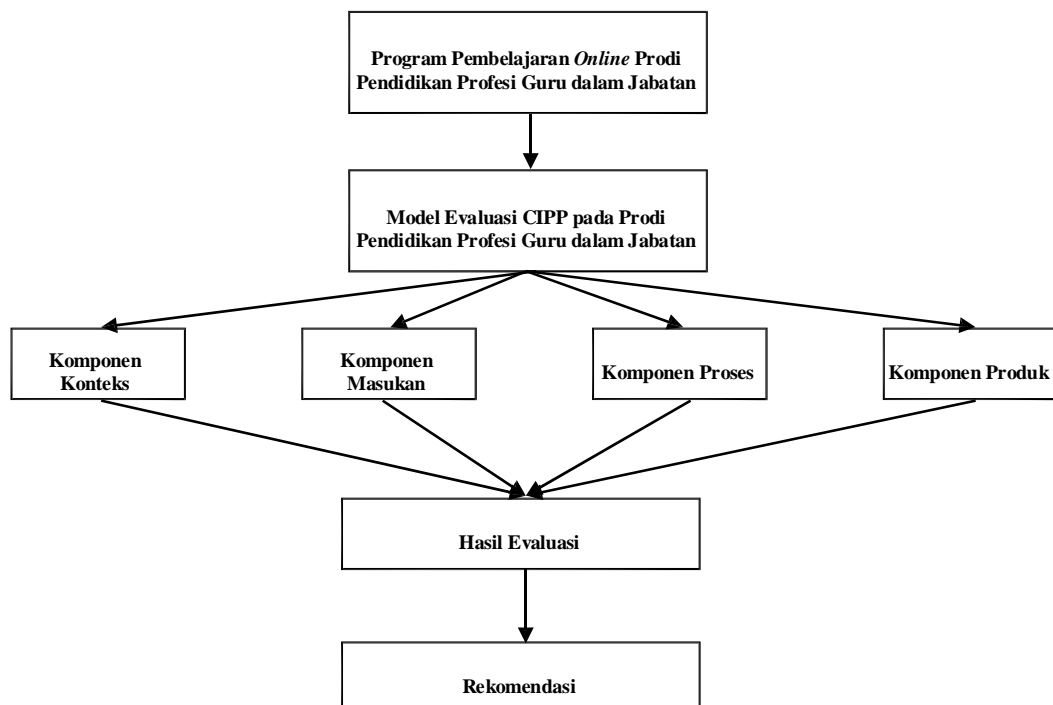 Program Pembelajaran Online Prodi
Pendidikan Profesi Guru dalam Jabatan
Model Evaluasi CIPP pada Prodi
Pendidikan Profesi Guru dalam Jabatan
Komponen
Konteks
Komponen
Masukan
Komponen Proses
Komponen Produk
Hasil Evaluasi
Rekomendasi